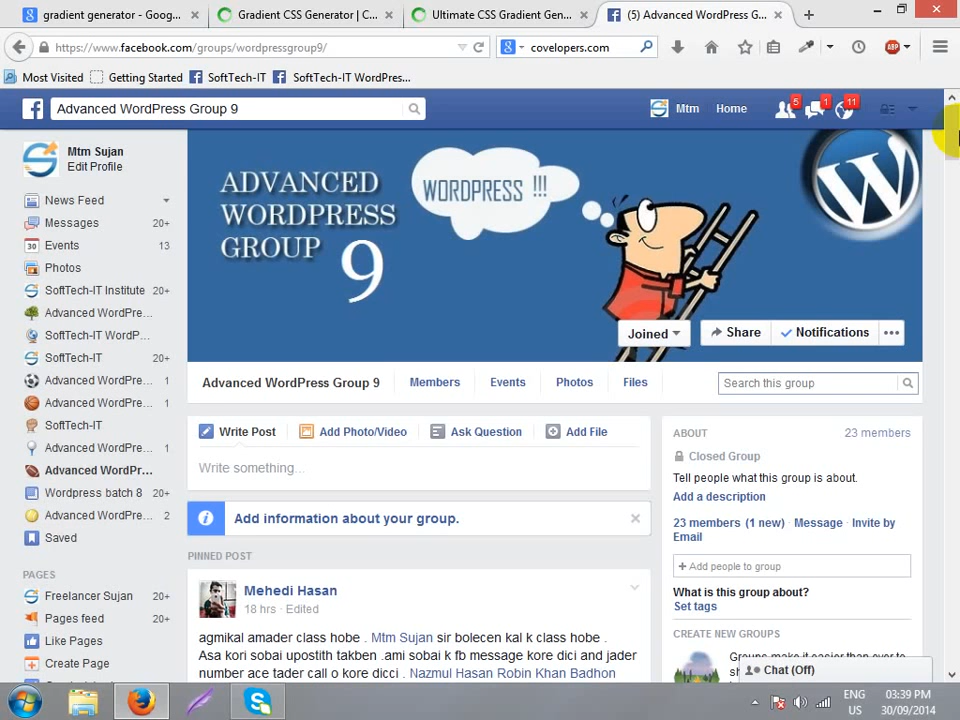 gradient generator - Goog...
Gradient CSS Generator | C...
Ultimate CSS Gradient Gen...
(5) Advanced WordPress G...
https://www.facebook.com/groups/wordpressgroup9/
covelopers.com
ABP
Most Visited
Getting Started
SoftTech-IT
SoftTech-IT WordPres...
Advanced WordPress Group 9
Mtm
Home
5
1
11
Mtm Sujan
Edit Profile
News Feed
Messages 20+
Events 13
Photos
SoftTech-IT Institute 20+
Advanced WordPre...
SoftTech-IT WordP...
SoftTech-IT 20+
Advanced WordPre... 1
Advanced WordPre... 1
SoftTech-IT
Advanced WordPre... 1
Advanced WordPr...
Wordpress batch 8 20+
Advanced WordPre... 2
Saved
PAGES
Freelancer Sujan 20+
Pages feed 20+
Like Pages
Create Page
ADVANCED
WORDPRESS
GROUP
9
WORDPRESS !!!
Joined
Share
Notifications
Advanced WordPress Group 9
Members
Events
Photos
Files
Search this group
Write Post
Add Photo/Video
Ask Question
Add File
Write something...
Add information about your group.
PINNED POST
Mehedi Hasan
18 hrs · Edited
agmikal amader class hobe . Mtm Sujan sir bolecen kal k class hobe .
Asa kori sobai upostith takben .ami sobai k fb message kore dici and jader
number ace tader call o kore dicci . Nazmul Hasan Robin Khan Badhon
ABOUT
23 members
Closed Group
Tell people what this group is about.
Add a description
23 members (1 new) · Message · Invite by
Email
+ Add people to group
What is this group about?
Set tags
CREATE NEW GROUPS
Chat (Off)
ENG
US
03:39 PM
30/09/2014